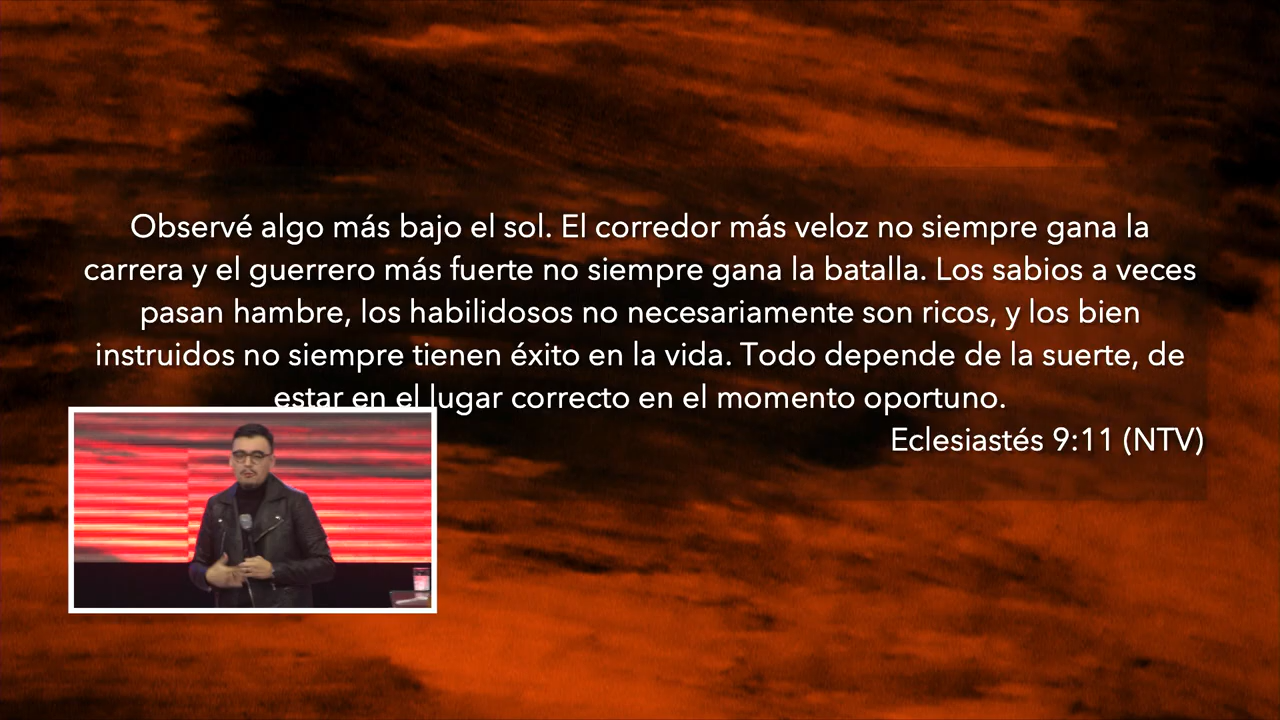 Observé algo más bajo el sol. El corredor más veloz no siempre gana la
carrera y el guerrero más fuerte no siempre gana la batalla. Los sabios a veces
pasan hambre, los habilidosos no necesariamente son ricos, y los bien
instruidos no siempre tienen éxito en la vida. Todo depende de la suerte, de
estar en el lugar correcto en el momento oportuno.
Eclesiastés 9:11 (NTV)